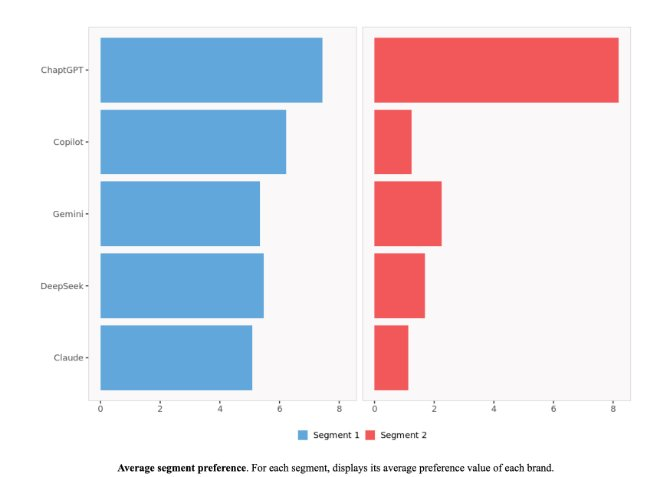 ChaptGPT
Copilot
Gemini
DeepSeek
Claude
0 2 4 6 8 0 2 4 6 8
Segment 1 Segment 2
Average segment preference. For each segment, displays its average preference value of each brand.